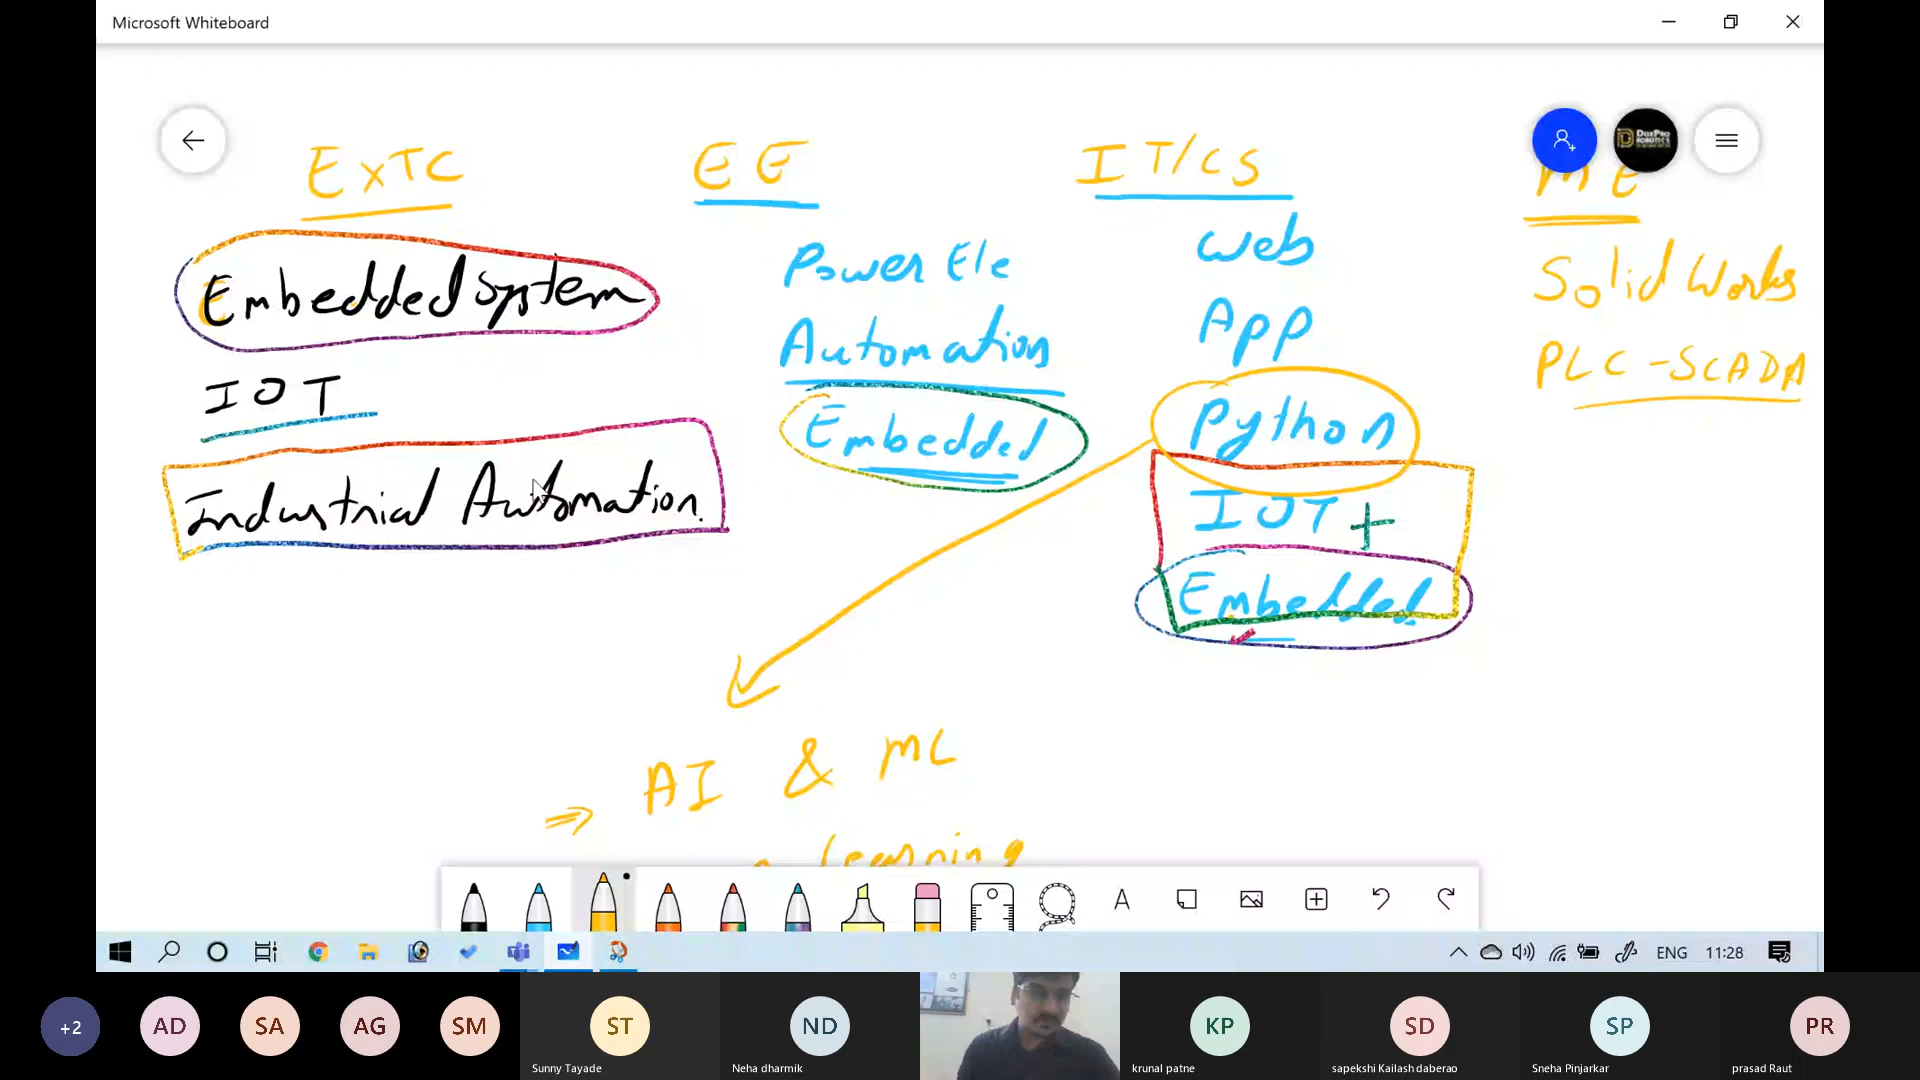 Microsoft Whiteboard
ExTC
EE
IT/CS
ME
Embedded System
IOT
Industrial Automation.
Power Ele
Automation
Embedded
Web
App
Python
IOT +
Embedded
Solid Works
PLC - SCADA
⇒ AI & ML
Learning
A
ENG
11:28
+2
AD
SA
AG
SM
ST
Sunny Tayade
ND
Neha dharmik
KP
krunal patne
SD
sapekshi Kailash daberao
SP
Sneha Pinjarkar
PR
prasad Raut